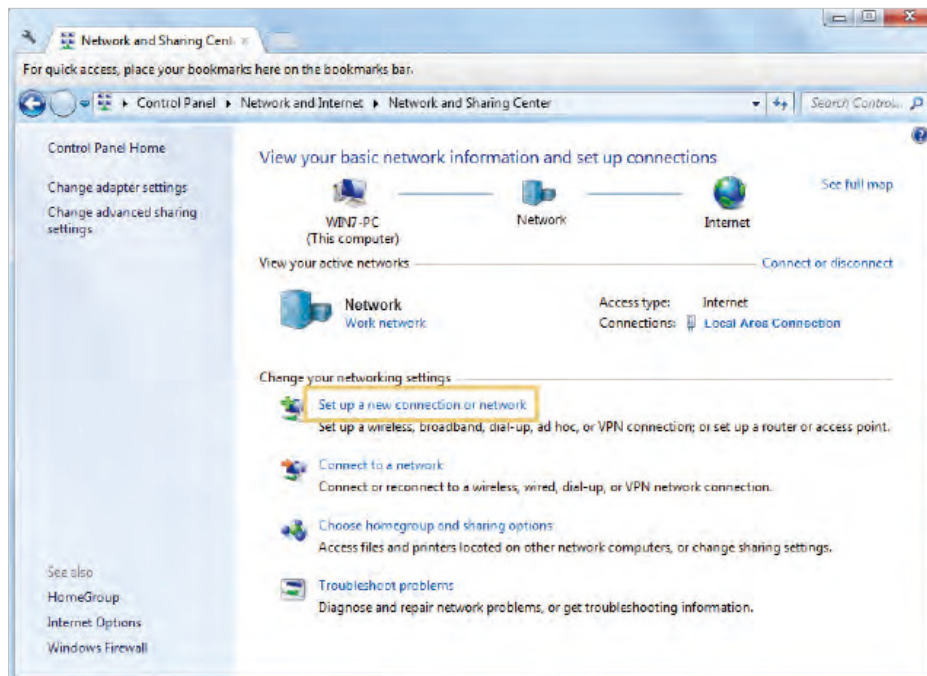 Network and Sharing Cent
For quick access, place your bookmarks here on the bookmarks bar.
Control Panel ▸ Network and Internet ▸ Network and Sharing Center
Search Control...
Control Panel Home
Change adapter settings
Change advanced sharing
settings
View your basic network information and set up connections
See full map
WIN7-PC
(This computer)
Network
Internet
View your active networks
Connect or disconnect
Network
Work network
Access type: Internet
Connections: Local Area Connection
Change your networking settings
Set up a new connection or network
Set up a wireless, broadband, dial-up, ad hoc, or VPN connection; or set up a router or access point.
Connect to a network
Connect or reconnect to a wireless, wired, dial-up, or VPN network connection.
Choose homegroup and sharing options
Access files and printers located on other network computers, or change sharing settings.
Troubleshoot problems
Diagnose and repair network problems, or get troubleshooting information.
See also
HomeGroup
Internet Options
Windows Firewall